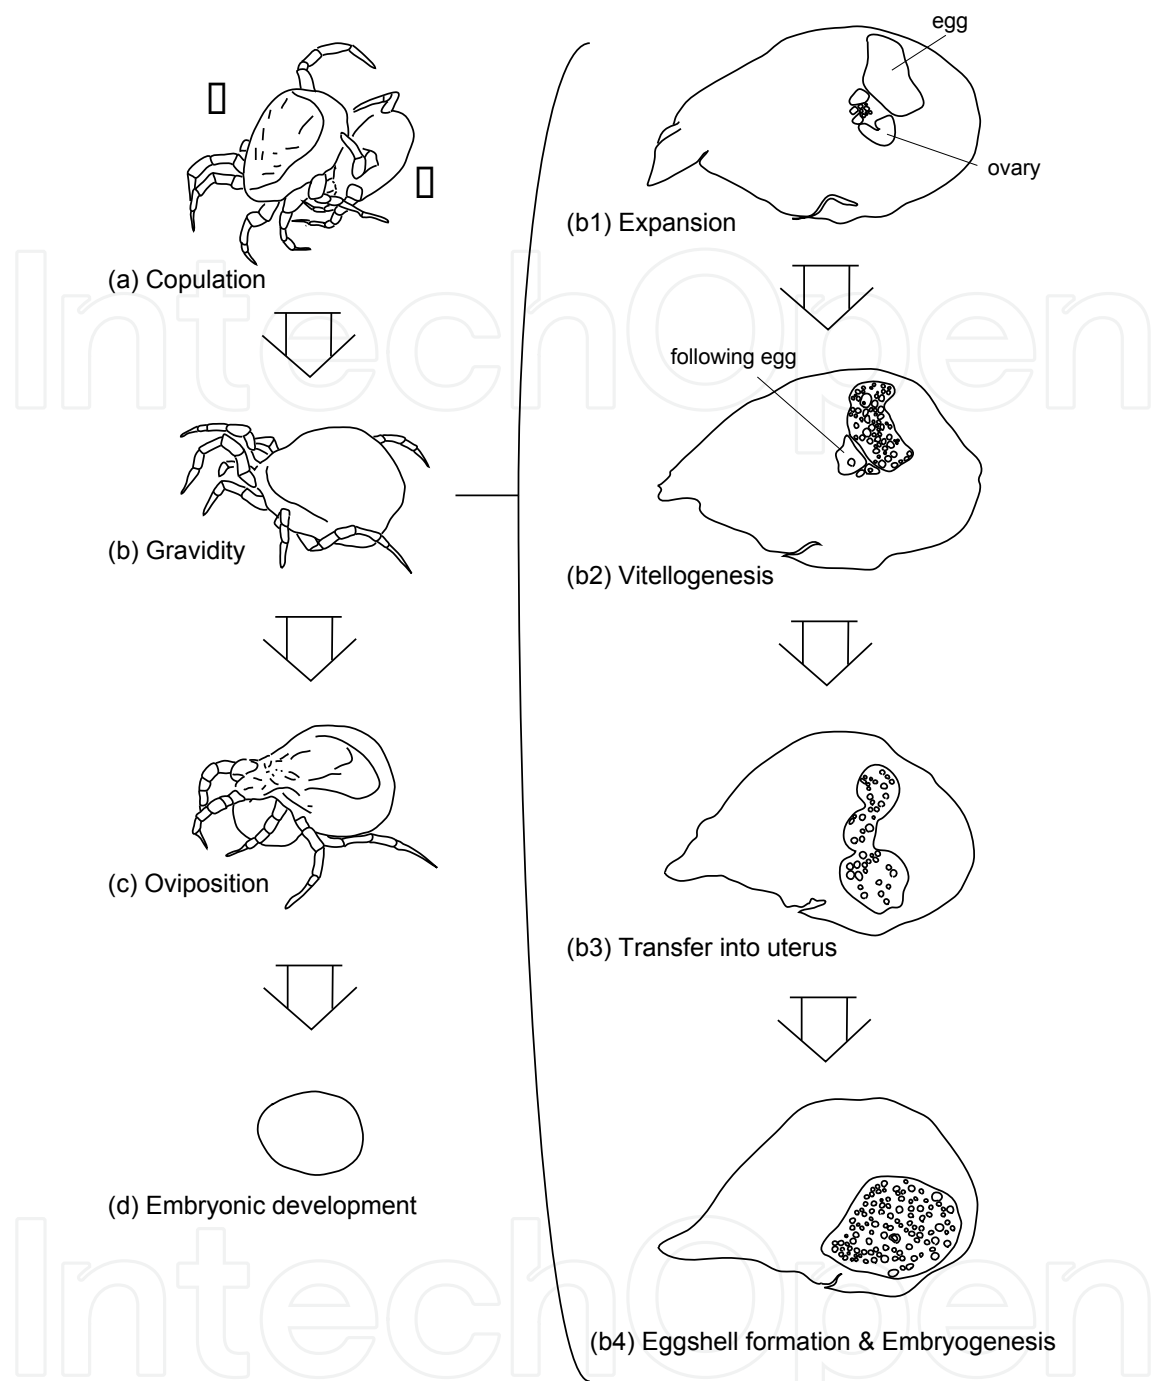 (a) Copulation
(b) Gravidity
(c) Oviposition
(d) Embryonic development
egg
ovary
(b1) Expansion
following egg
(b2) Vitellogenesis
(b3) Transfer into uterus
(b4) Eggshell formation & Embryogenesis
IntechOpen
IntechOpen